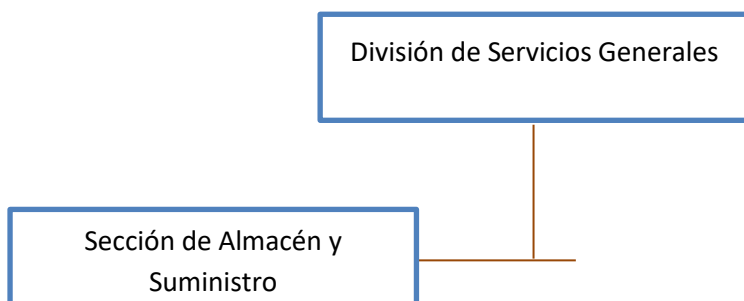 División de Servicios Generales
Sección de Almacén y
Suministro